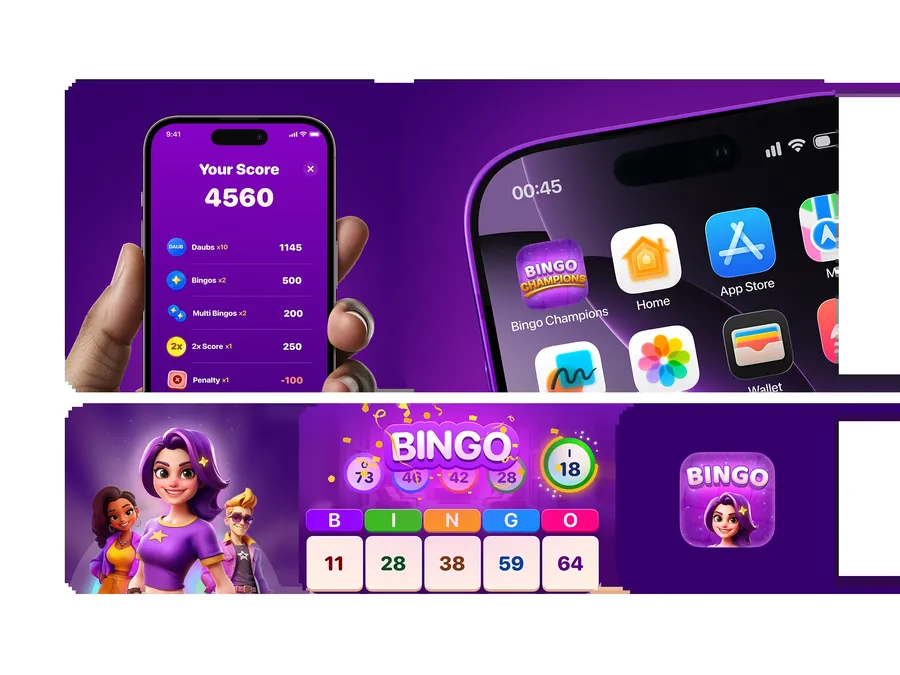 9:41
Your Score
4560
DAUB Daubs x10 1145
Bingos x2 500
Multi Bingos x2 200
2x 2x Score x1 250
Penalty x1 -100
00:45
BINGO
CHAMPIONS
Bingo Champions
Home
App Store
Wallet
BINGO
73 46 42 28
I
18
B I N G O
11 28 38 59 64
BINGO